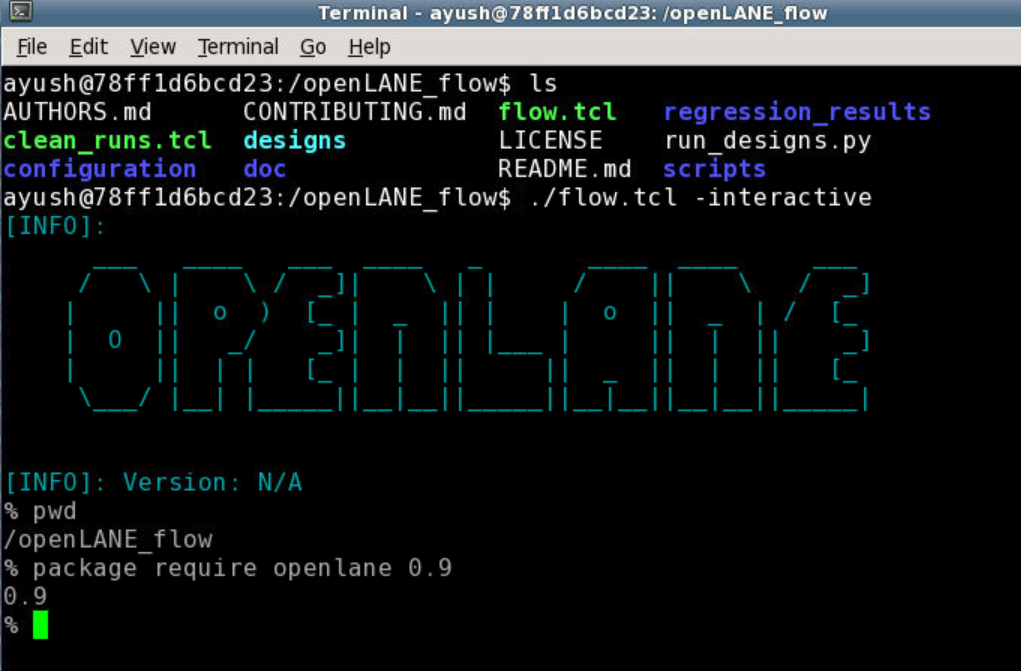 Terminal - ayush@78ff1d6bcd23: /openLANE_flow
File Edit View Terminal Go Help
ayush@78ff1d6bcd23:/openLANE_flow$ ls
AUTHORS.md CONTRIBUTING.md flow.tcl regression_results
clean_runs.tcl designs LICENSE run_designs.py
configuration doc README.md scripts
ayush@78ff1d6bcd23:/openLANE_flow$ ./flow.tcl -interactive
[INFO]:
OPENLANE
[INFO]: Version: N/A
% pwd
/openLANE_flow
% package require openlane 0.9
0.9
%